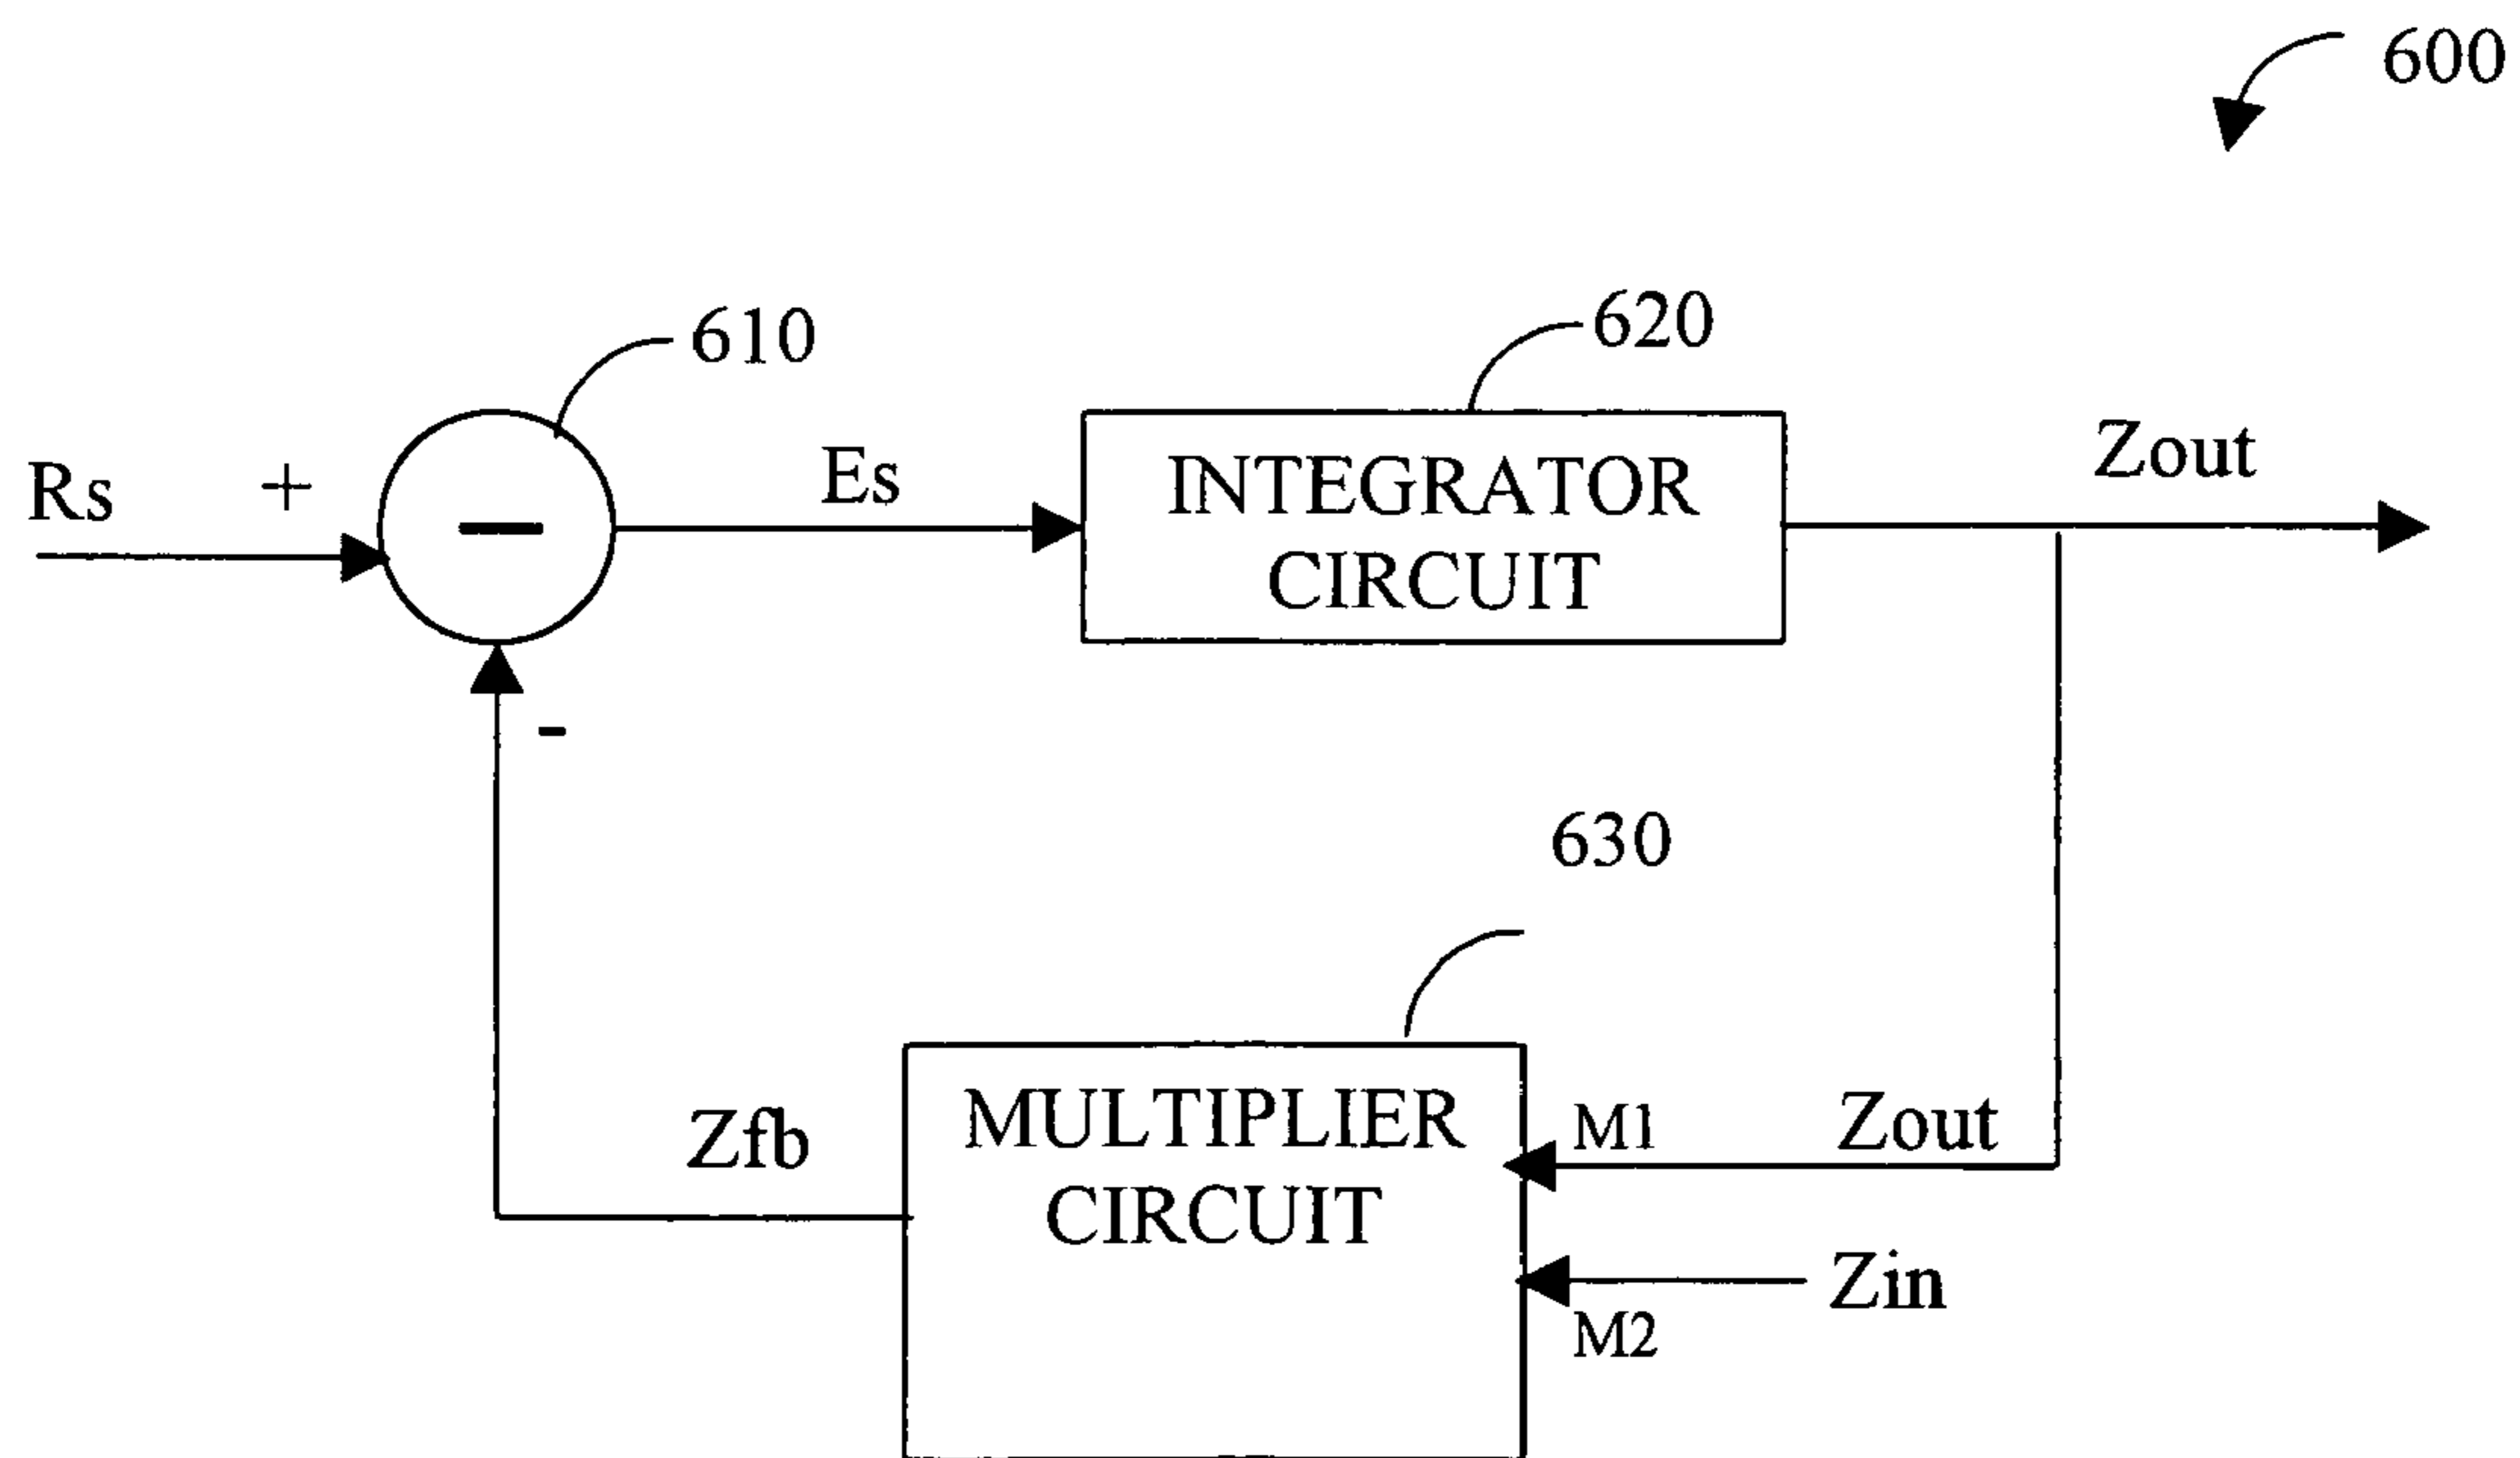 600
610
620
Rs
+
Es
INTEGRATOR
CIRCUIT
Zout
-
630
MULTIPLIER
CIRCUIT
Zfb
M1
Zout
Zin
M2